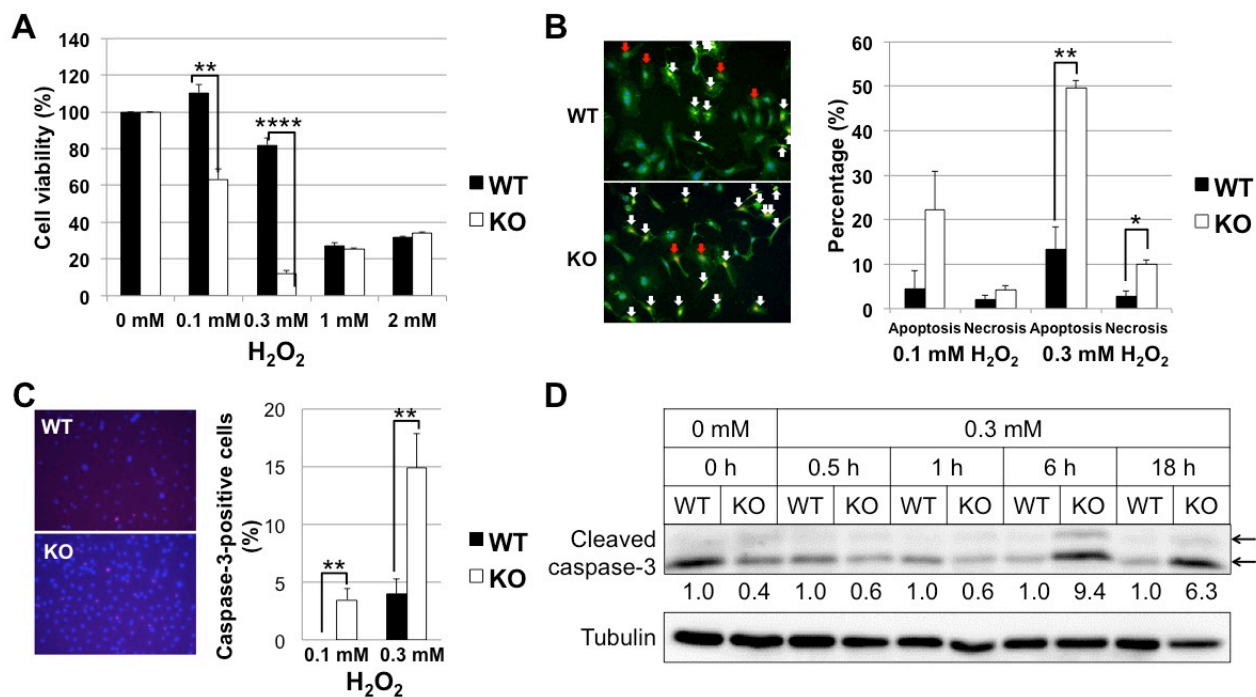 A
Cell viability (%)
140
120
100
80
60
40
20
0
**
****
0 mM
0.1 mM
0.3 mM
1 mM
2 mM
H₂O₂
WT
KO
B
WT
KO
Percentage (%)
60
50
40
30
20
10
0
**
*
Apoptosis Necrosis Apoptosis Necrosis
0.1 mM H₂O₂ 0.3 mM H₂O₂
WT
KO
C
WT
KO
Caspase-3-positive cells
(%)
20
15
10
5
0
**
**
0.1 mM 0.3 mM
H₂O₂
WT
KO
D
0 mM 0.3 mM
0 h 0.5 h 1 h 6 h 18 h
WT KO WT KO WT KO WT KO WT KO
Cleaved
caspase-3
1.0 0.4 1.0 0.6 1.0 0.6 1.0 9.4 1.0 6.3
Tubulin